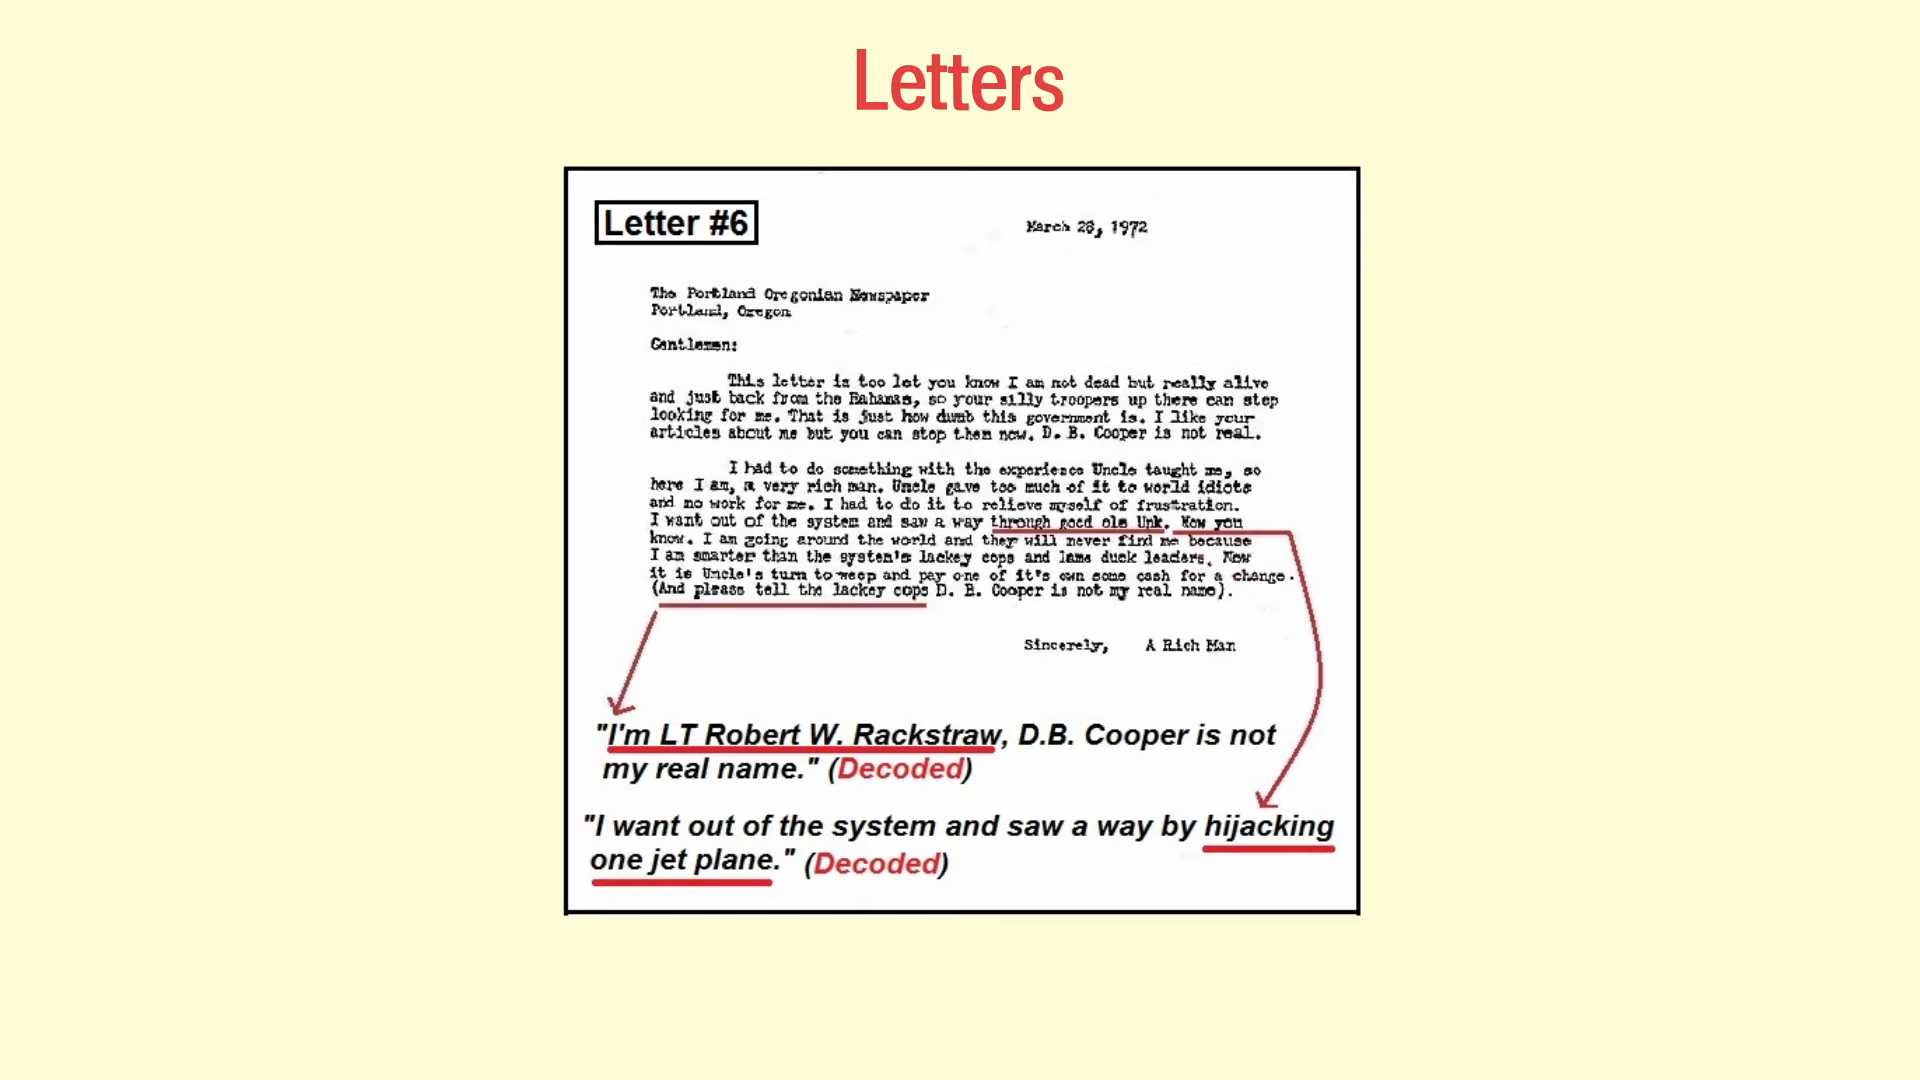 Letters
Letter #6
March 28, 1972
The Portland Oregonian Newspaper
Portland, Oregon
Gentlemen:
This letter is too let you know I am not dead but really alive
and just back from the Bahamas, so your silly troopers up there can stop
looking for me. That is just how dumb this government is. I like your
articles about me but you can stop them now. D. B. Cooper is not real.
I had to do something with the experience Uncle taught me, so
here I am, a very rich man. Uncle gave too much of it to world idiots
and no work for me. I had to do it to relieve myself of frustration.
I want out of the system and saw a way through good ole Unk. Now you
know. I am going around the world and they will never find me because
I am smarter than the system's lackey cops and lame duck leaders. Now
it is Uncle's turn to weep and pay one of it's own some cash for a change.
(And please tell the lackey cops D. B. Cooper is not my real name).
Sincerely, A Rich Man
"I'm LT Robert W. Rackstraw, D.B. Cooper is not
my real name." (Decoded)
"I want out of the system and saw a way by hijacking
one jet plane." (Decoded)